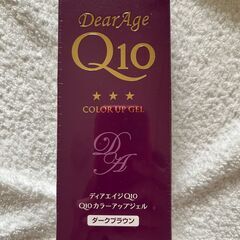 DearAge
Q10
★ ★ ★
COLOR UP GEL
DA
ディアエイジQ10
Q10カラーアップジェル
ダークブラウン